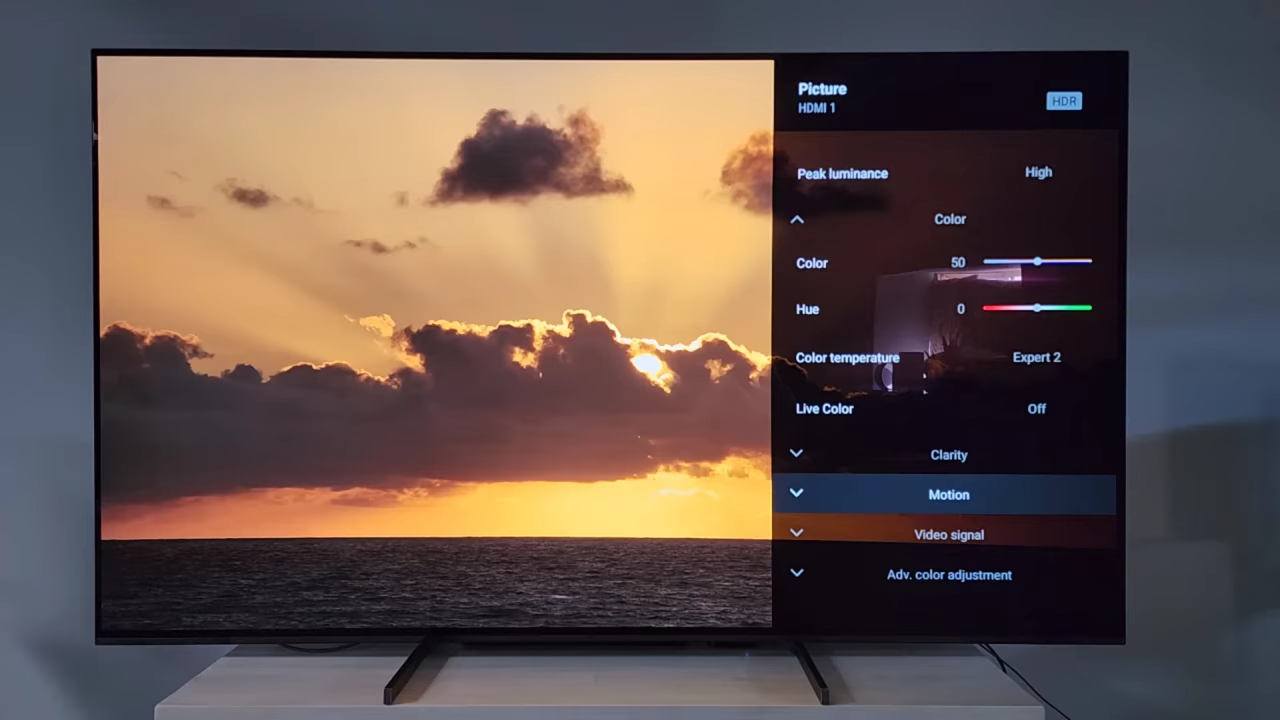 Picture
HDMI 1
HDR
Peak luminance High
Color
Color 50
Hue 0
Color temperature Expert 2
Live Color Off
Clarity
Motion
Video signal
Adv. color adjustment